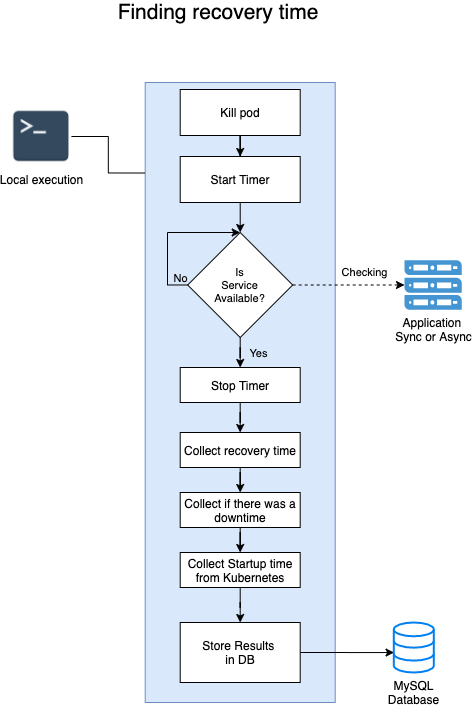 Finding recovery time
Kill pod
>_
Local execution
Start Timer
Is
Service
Available?
No
Checking
Application
Sync or Async
Yes
Stop Timer
Collect recovery time
Collect if there was a
downtime
Collect Startup time
from Kubernetes
Store Results
in DB
MySQL
Database